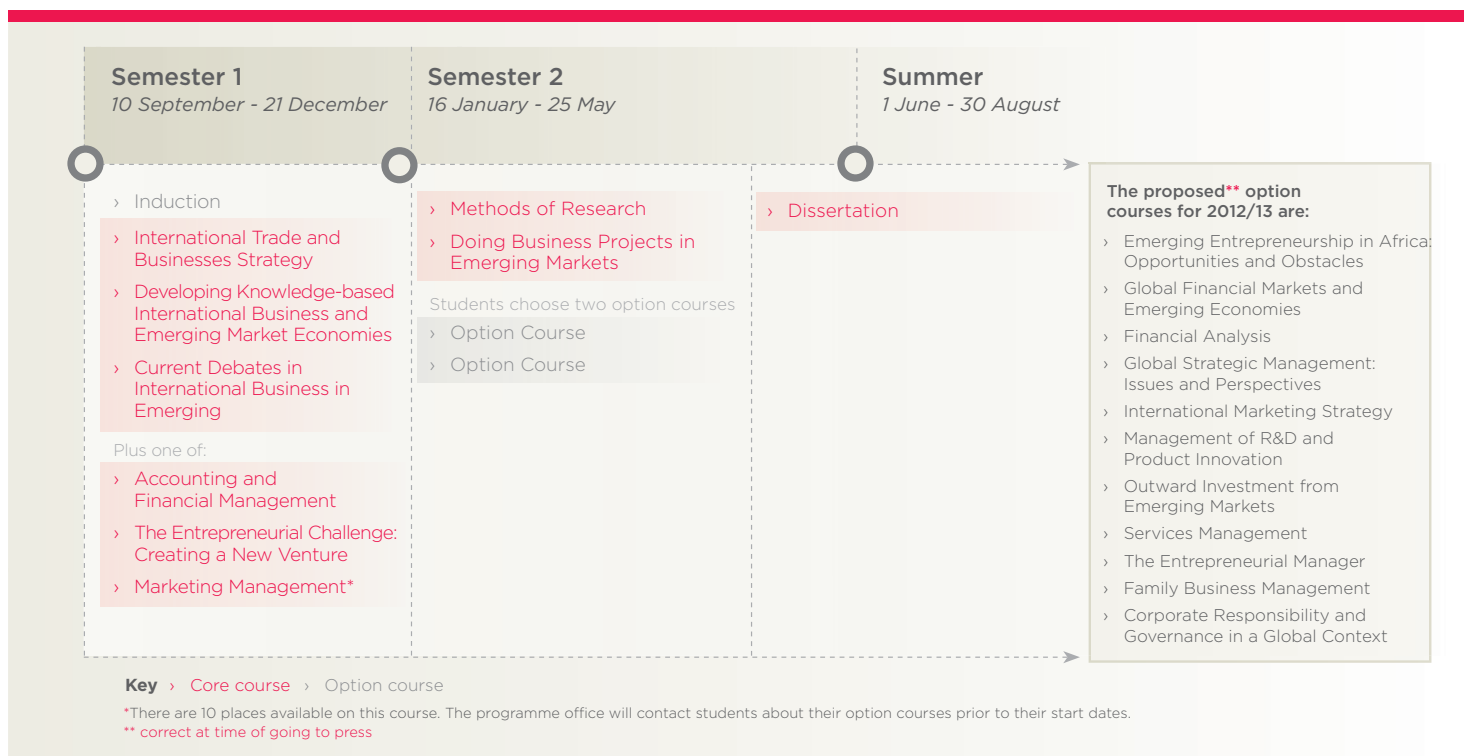 Semester 1
10 September - 21 December
Semester 2
16 January - 25 May
Summer
1 June - 30 August
› Induction
› International Trade and
Businesses Strategy
› Developing Knowledge-based
International Business and
Emerging Market Economies
› Current Debates in
International Business in
Emerging
Plus one of:
› Accounting and
Financial Management
› The Entrepreneurial Challenge:
Creating a New Venture
› Marketing Management*
› Methods of Research
› Doing Business Projects in
Emerging Markets
Students choose two option courses
› Option Course
› Option Course
› Dissertation
The proposed** option
courses for 2012/13 are:
› Emerging Entrepreneurship in Africa:
Opportunities and Obstacles
› Global Financial Markets and
Emerging Economies
› Financial Analysis
› Global Strategic Management:
Issues and Perspectives
› International Marketing Strategy
› Management of R&D and
Product Innovation
› Outward Investment from
Emerging Markets
› Services Management
› The Entrepreneurial Manager
› Family Business Management
› Corporate Responsibility and
Governance in a Global Context
Key › Core course › Option course
*There are 10 places available on this course. The programme office will contact students about their option courses prior to their start dates.
** correct at time of going to press